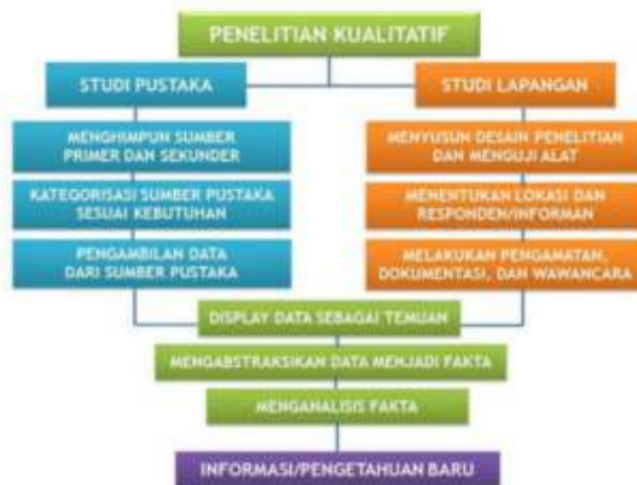 PENELITIAN KUALITATIF
STUDI PUSTAKA
MENGHIMPUN SUMBER
PRIMER DAN SEKUNDER
KATEGORISASI SUMBER PUSTAKA
SESUAI KEBUTUHAN
PENGAMBILAN DATA
DARI SUMBER PUSTAKA
STUDI LAPANGAN
MENYUSUN DESAIN PENELITIAN
DAN MENGUJI ALAT
MENENTUKAN LOKASI DAN
RESPONDEN/INFORMAN
MELAKUKAN PENGAMATAN,
DOKUMENTASI, DAN WAWANCARA
DISPLAY DATA SEBAGAI TEMUAN
MENGABSTRAKSIKAN DATA MENJADI FAKTA
MENGANALISIS FAKTA
INFORMASI/PENGETAHUAN BARU